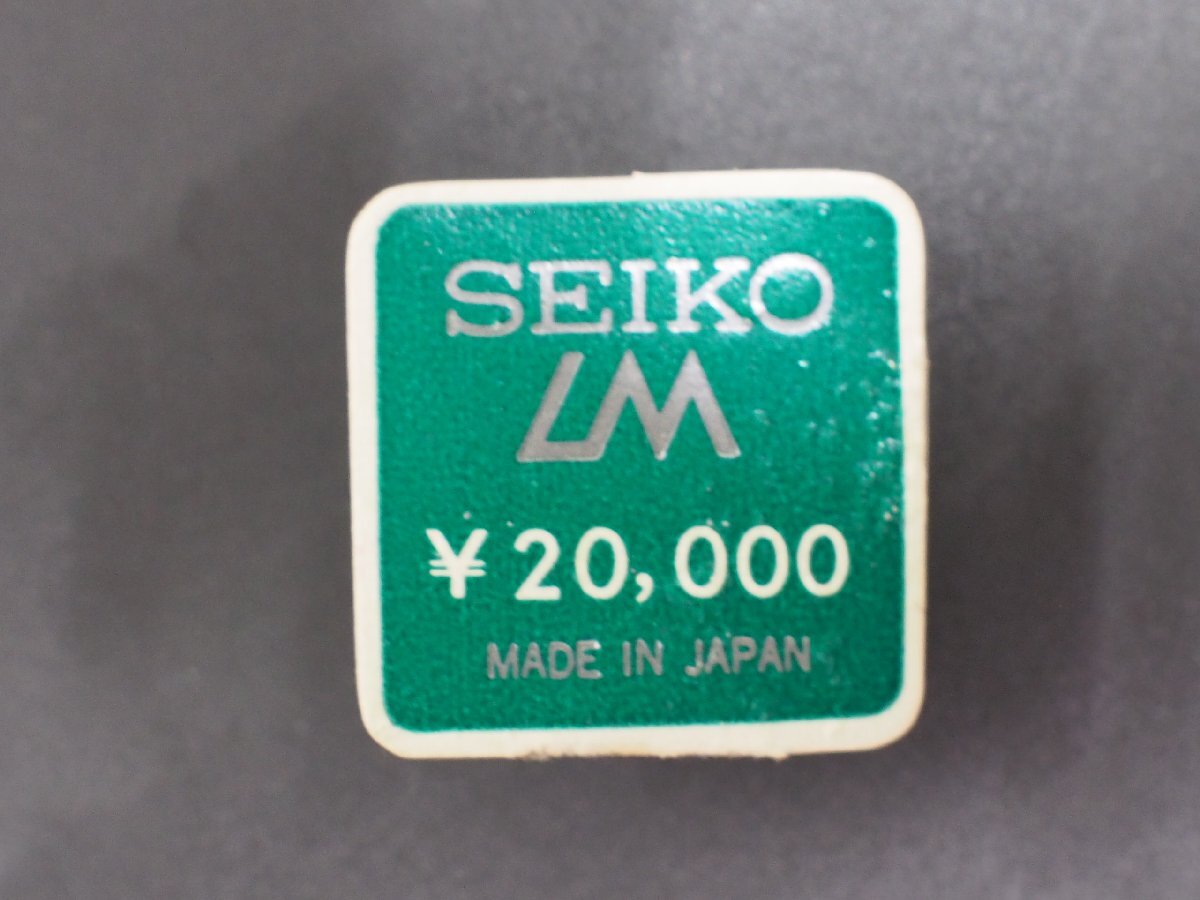 SEIKO
LM
¥20,000
MADE IN JAPAN